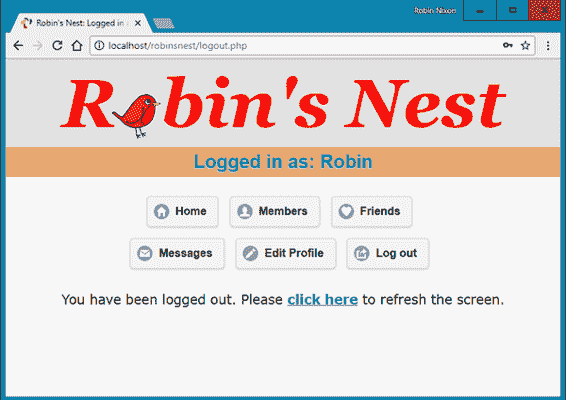 Robin Nixon
Robin's Nest: Logged in a
localhost/robinsnest/logout.php
Robin's Nest
Logged in as: Robin
Home Members Friends
Messages Edit Profile Log out
You have been logged out. Please click here to refresh the screen.